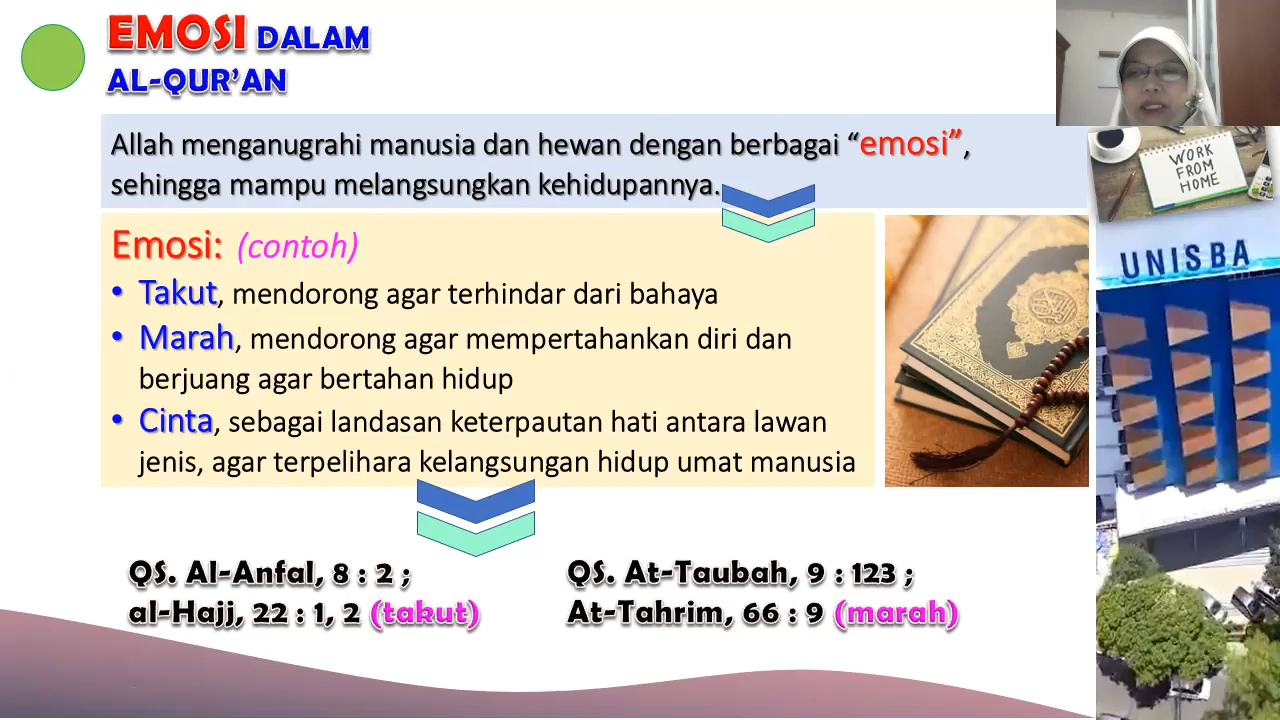 EMOSI DALAM
AL-QUR’AN
Allah menganugrahi manusia dan hewan dengan berbagai “emosi”,
sehingga mampu melangsungkan kehidupannya.
WORK
FROM
HOME
UNISBA
Emosi: (contoh)
• Takut, mendorong agar terhindar dari bahaya
• Marah, mendorong agar mempertahankan diri dan
berjuang agar bertahan hidup
• Cinta, sebagai landasan keterpautan hati antara lawan
jenis, agar terpelihara kelangsungan hidup umat manusia
QS. Al-Anfal, 8 : 2 ;
al-Hajj, 22 : 1, 2 (takut)
QS. At-Taubah, 9 : 123 ;
At-Tahrim, 66 : 9 (marah)